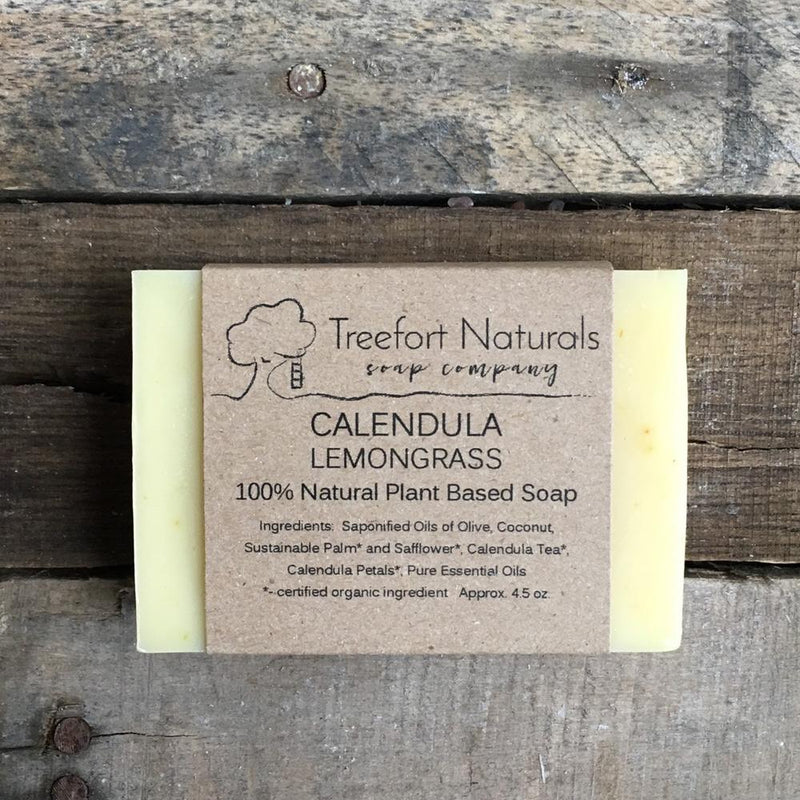 Treefort Naturals
soap company
CALENDULA
LEMONGRASS
100% Natural Plant Based Soap
Ingredients: Saponified Oils of Olive, Coconut,
Sustainable Palm* and Safflower*, Calendula Tea*,
Calendula Petals*, Pure Essential Oils
*- certified organic ingredient Approx. 4.5 oz.